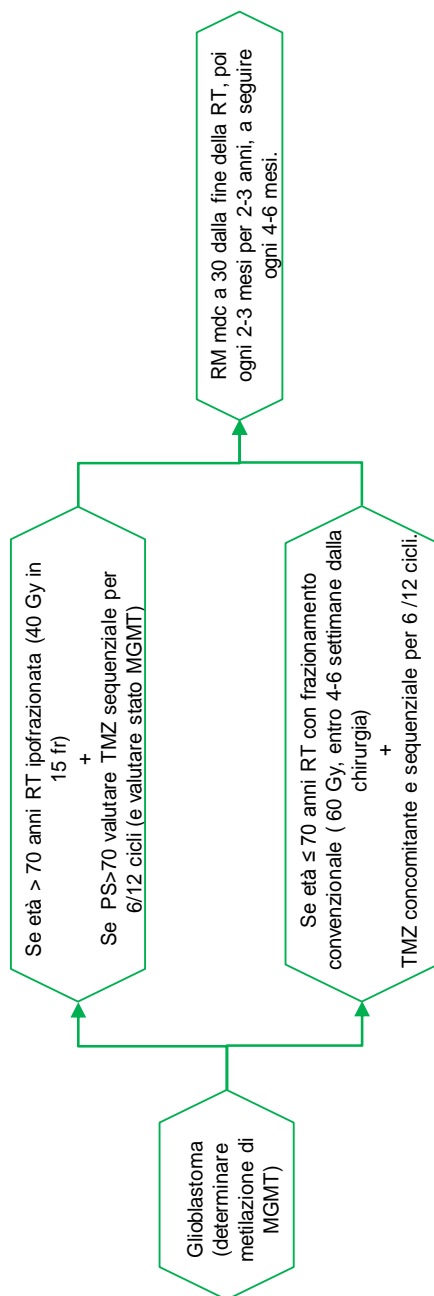 Glioblastoma
(determinare
metilazione di
MGMT)
Se età > 70 anni RT ipofrazionata (40 Gy in
15 fr)
+
Se PS>70 valutare TMZ sequenziale per
6/12 cicli (e valutare stato MGMT)
Se età ≤ 70 anni RT con frazionamento
convenzionale ( 60 Gy, entro 4-6 settimane dalla
chirurgia)
+
TMZ concomitante e sequenziale per 6 /12 cicli.
RM mdc a 30 dalla fine della RT, poi
ogni 2-3 mesi per 2-3 anni, a seguire
ogni 4-6 mesi.